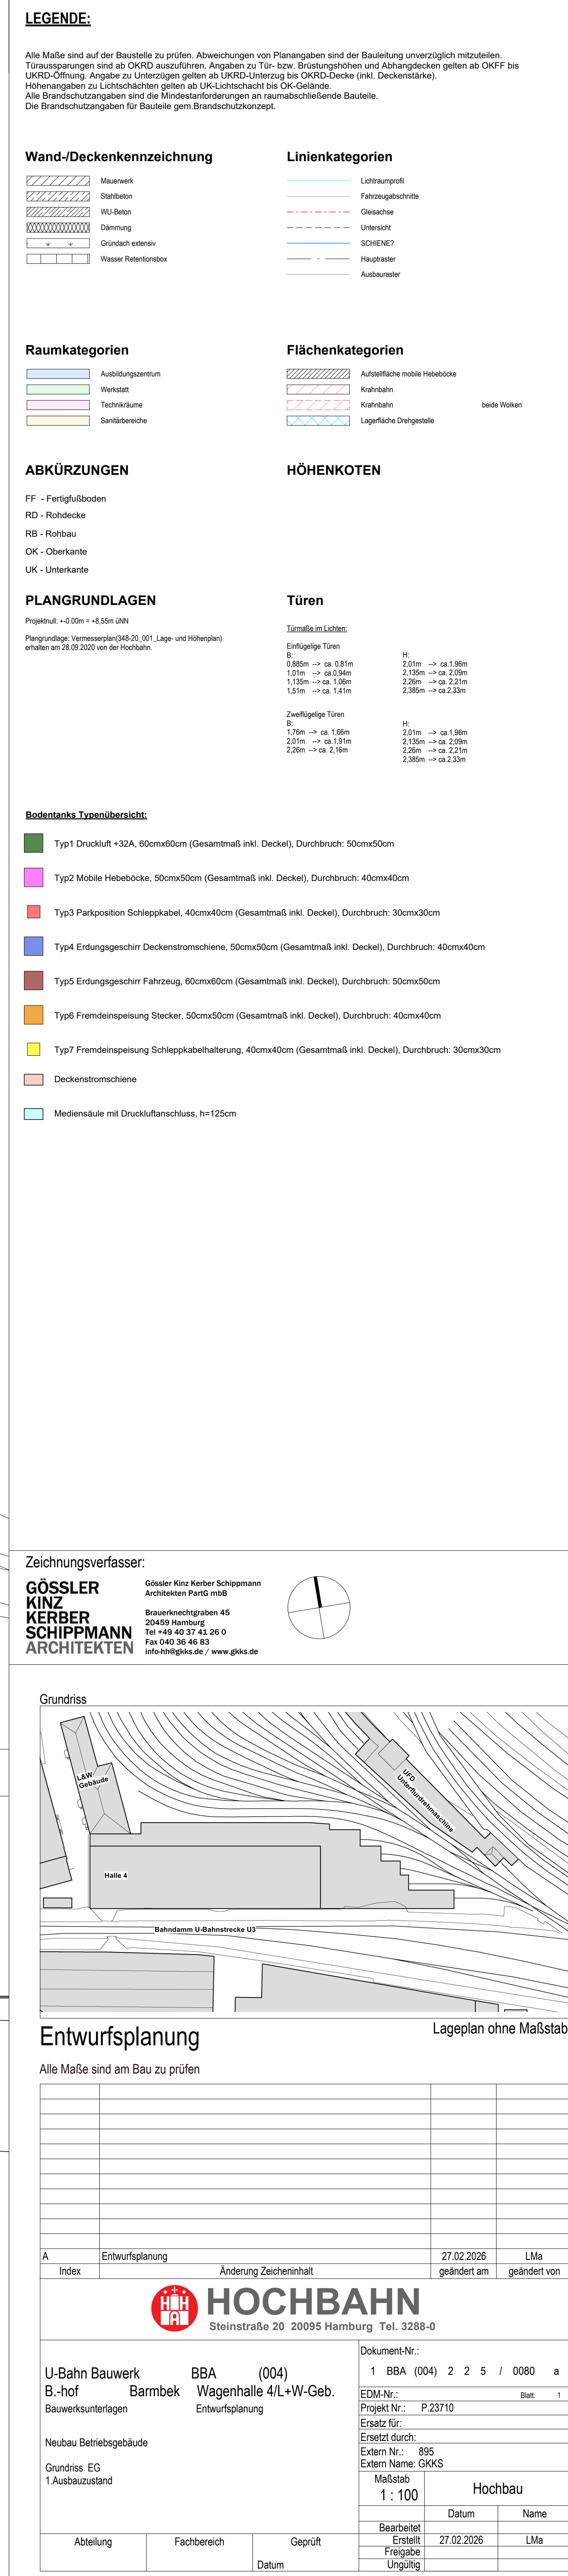 LEGENDE:
Alle Maße sind auf der Baustelle zu prüfen. Abweichungen von Planangaben sind der Bauleitung unverzüglich mitzuteilen.
Türaussparungen sind ab OKRD auszuführen. Angaben zu Tür- bzw. Brüstungshöhen und Abhangdecken gelten ab OKFF bis
UKRD-Öffnung. Angabe zu Unterzügen gelten ab UKRD-Unterzug bis OKRD-Decke (inkl. Deckenstärke).
Höhenangaben zu Lichtschächten gelten ab UK-Lichtschacht bis OK-Gelände.
Alle Brandschutzangaben sind die Mindestanforderungen an raumabschließende Bauteile.
Die Brandschutzangaben für Bauteile gem.Brandschutzkonzept.
Wand-/Deckenkennzeichnung
Mauerwerk
Stahlbeton
WU-Beton
Dämmung
Gründach extensiv
Wasser Retentionsbox
Linienkategorien
Lichtraumprofil
Fahrzeugabschnitte
Gleisachse
Untersicht
SCHIENE?
Hauptraster
Ausbauraster
Raumkategorien
Ausbildungszentrum
Werkstatt
Technikräume
Sanitärbereiche
Flächenkategorien
Aufstellfläche mobile Hebeböcke
Krahnbahn
Krahnbahn beide Wolken
Lagerfläche Drehgestelle
ABKÜRZUNGEN
FF - Fertigfußboden
RD - Rohdecke
RB - Rohbau
OK - Oberkante
UK - Unterkante
HÖHENKOTEN
PLANGRUNDLAGEN
Projektnull: +-0.00m = +8,55m üNN
Plangrundlage: Vermesserplan(348-20_001_Lage- und Höhenplan)
erhalten am 28.09.2020 von der Hochbahn.
Türen
Türmaße im Lichten:
Einflügelige Türen
B: H:
0,885m --> ca. 0,81m 2,01m --> ca.1,96m
1,01m --> ca.0,94m 2,135m --> ca. 2,09m
1,135m --> ca. 1,06m 2,26m --> ca. 2,21m
1,51m --> ca. 1,41m 2,385m --> ca.2,33m
Zweiflügelige Türen
B: H:
1,76m --> ca. 1,66m 2,01m --> ca.1,96m
2,01m --> ca.1,91m 2,135m --> ca. 2,09m
2,26m --> ca. 2,16m 2,26m --> ca. 2,21m
2,385m --> ca.2,33m
Bodentanks Typenübersicht:
Typ1 Druckluft +32A, 60cmx60cm (Gesamtmaß inkl. Deckel), Durchbruch: 50cmx50cm
Typ2 Mobile Hebeböcke, 50cmx50cm (Gesamtmaß inkl. Deckel), Durchbruch: 40cmx40cm
Typ3 Parkposition Schleppkabel, 40cmx40cm (Gesamtmaß inkl. Deckel), Durchbruch: 30cmx30cm
Typ4 Erdungsgeschirr Deckenstromschiene, 50cmx50cm (Gesamtmaß inkl. Deckel), Durchbruch: 40cmx40cm
Typ5 Erdungsgeschirr Fahrzeug, 60cmx60cm (Gesamtmaß inkl. Deckel), Durchbruch: 50cmx50cm
Typ6 Fremdeinspeisung Stecker, 50cmx50cm (Gesamtmaß inkl. Deckel), Durchbruch: 40cmx40cm
Typ7 Fremdeinspeisung Schleppkabelhalterung, 40cmx40cm (Gesamtmaß inkl. Deckel), Durchbruch: 30cmx30cm
Deckenstromschiene
Mediensäule mit Druckluftanschluss, h=125cm
Zeichnungsverfasser:
GÖSSLER
KINZ
KERBER
SCHIPPMANN
ARCHITEKTEN
Gössler Kinz Kerber Schippmann
Architekten PartG mbB
Brauerknechtgraben 45
20459 Hamburg
Tel +49 40 37 41 26 0
Fax 040 36 46 83
info-hh@gkks.de / www.gkks.de
Grundriss
L&W
Gebäude
UFD
Unterflurdrehmaschine
Halle 4
Bahndamm U-Bahnstrecke U3
Entwurfsplanung
Lageplan ohne Maßstab
Alle Maße sind am Bau zu prüfen
A Entwurfsplanung 27.02.2026 LMa
Index Änderung Zeicheninhalt geändert am geändert von
HOCHBAHN
Steinstraße 20 20095 Hamburg Tel. 3288-0
U-Bahn Bauwerk BBA (004)
B.-hof Barmbek Wagenhalle 4/L+W-Geb.
Bauwerksunterlagen Entwurfsplanung
Neubau Betriebsgebäude
Grundriss EG
1.Ausbauzustand
Dokument-Nr.:
1 BBA (004) 2 2 5 / 0080 a
EDM-Nr.: Blatt: 1
Projekt Nr.: P.23710
Ersatz für:
Ersetzt durch:
Extern Nr.: 895
Extern Name: GKKS
Maßstab
1 : 100
Hochbau
Datum Name
Bearbeitet
Erstellt 27.02.2026 LMa
Freigabe
Ungültig
Abteilung Fachbereich Geprüft
Datum